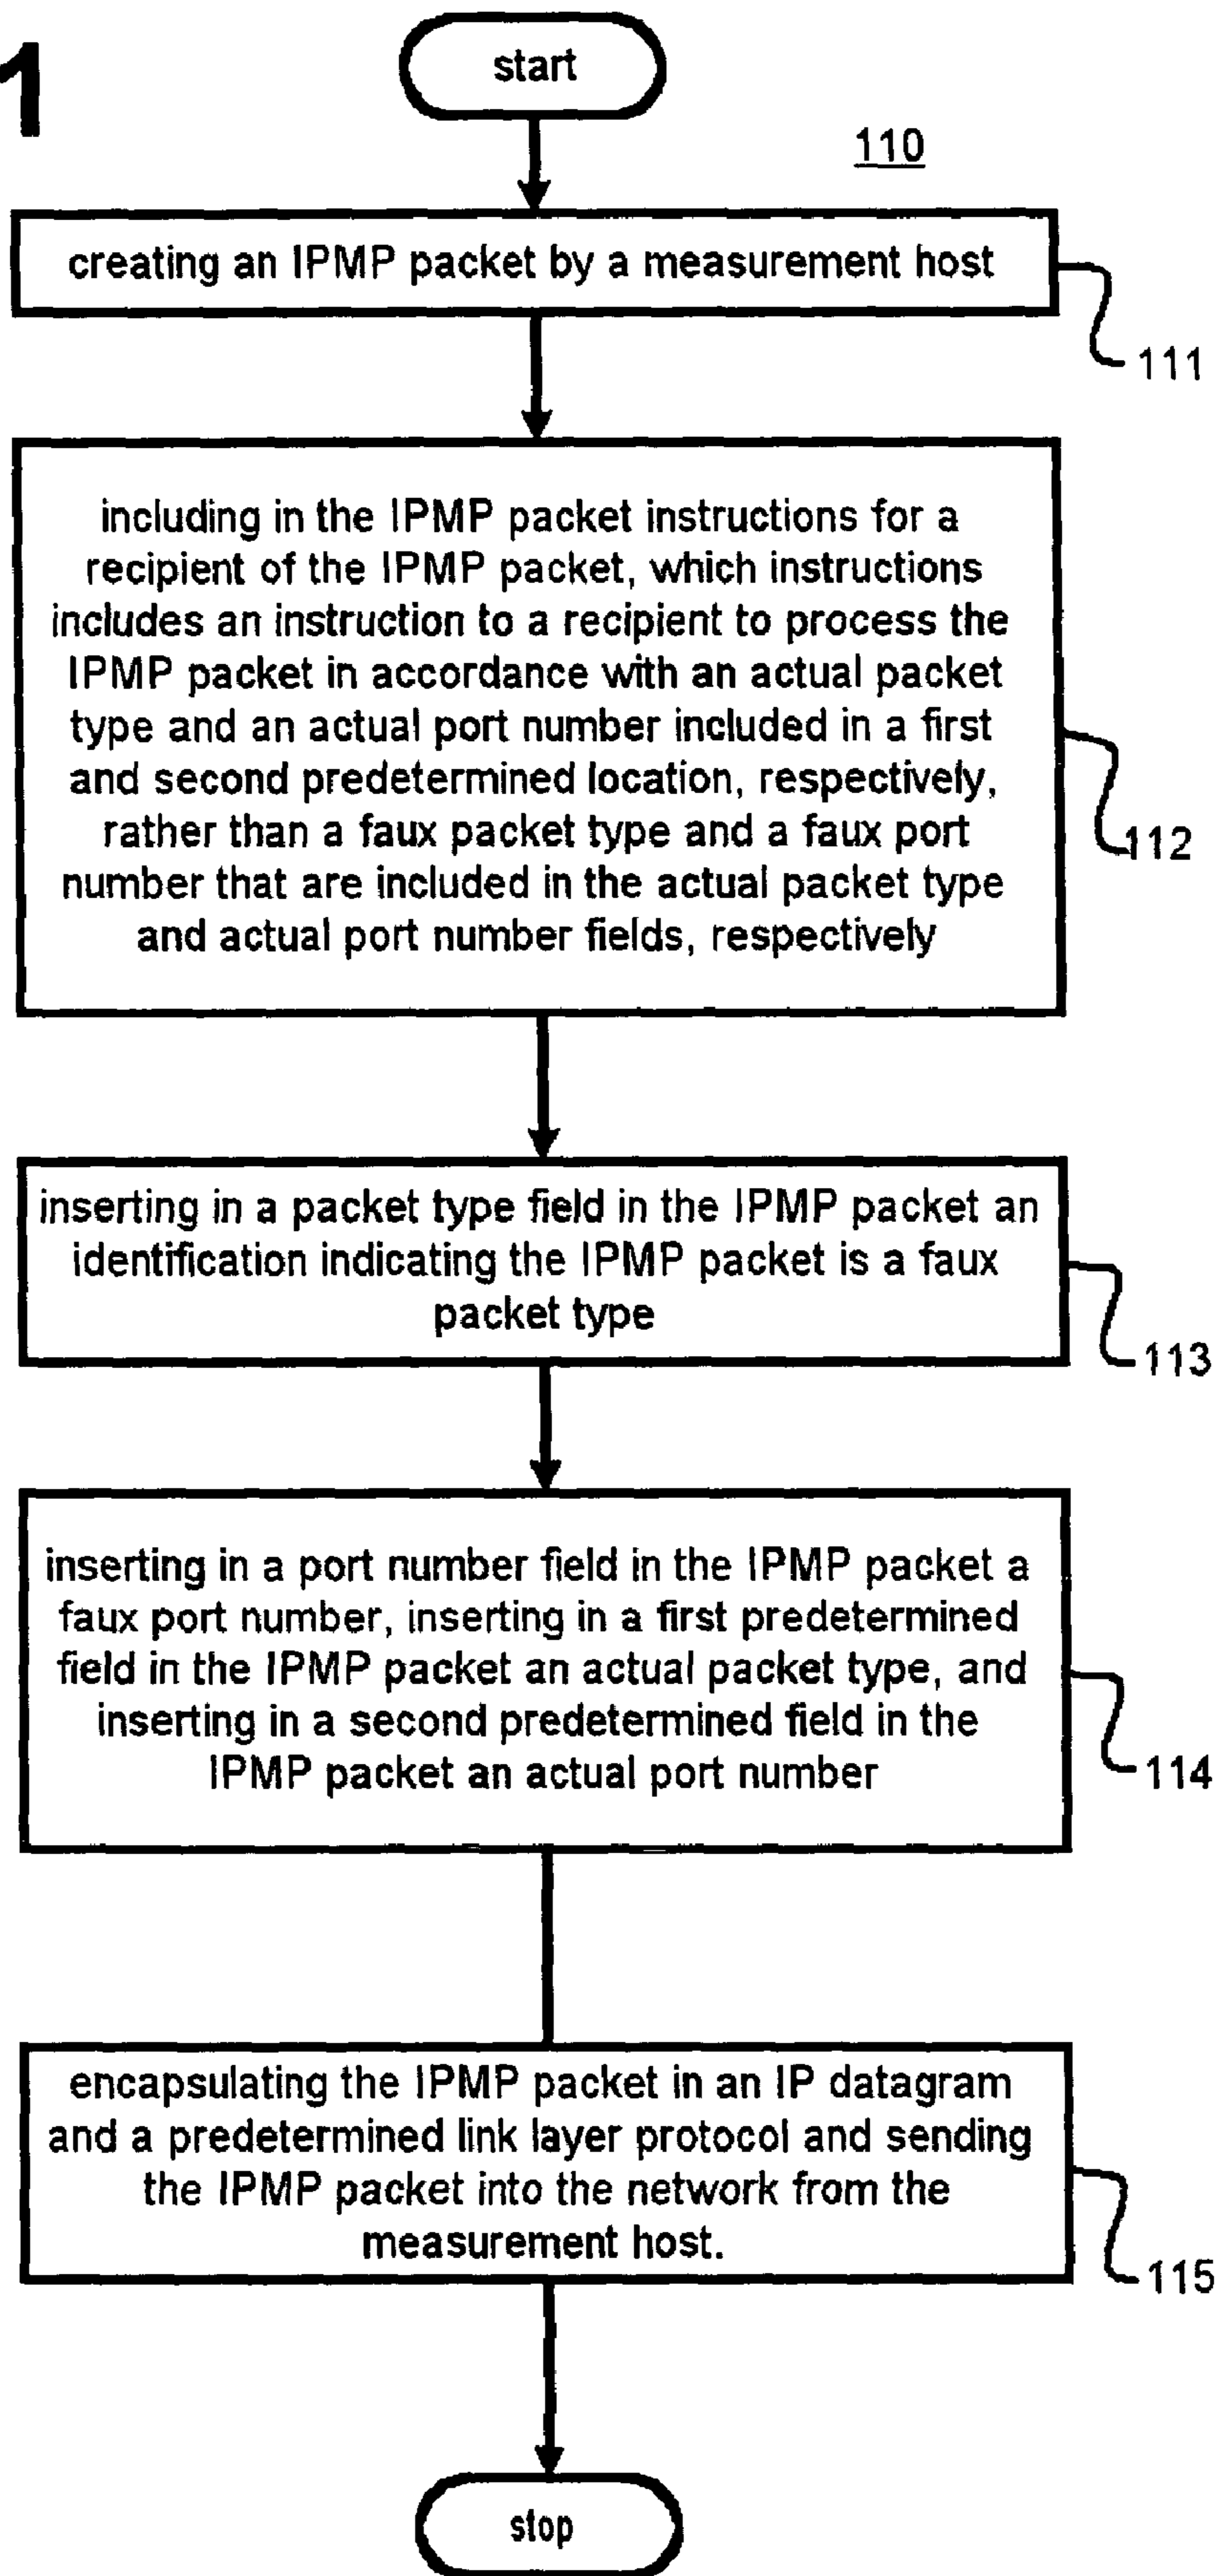 1
start
110
creating an IPMP packet by a measurement host
111
including in the IPMP packet instructions for a
recipient of the IPMP packet, which instructions
includes an instruction to a recipient to process the
IPMP packet in accordance with an actual packet
type and an actual port number included in a first
and second predetermined location, respectively,
rather than a faux packet type and a faux port
number that are included in the actual packet type
and actual port number fields, respectively
112
inserting in a packet type field in the IPMP packet an
identification indicating the IPMP packet is a faux
packet type
113
inserting in a port number field in the IPMP packet a
faux port number, inserting in a first predetermined
field in the IPMP packet an actual packet type, and
inserting in a second predetermined field in the
IPMP packet an actual port number
114
encapsulating the IPMP packet in an IP datagram
and a predetermined link layer protocol and sending
the IPMP packet into the network from the
measurement host.
115
stop